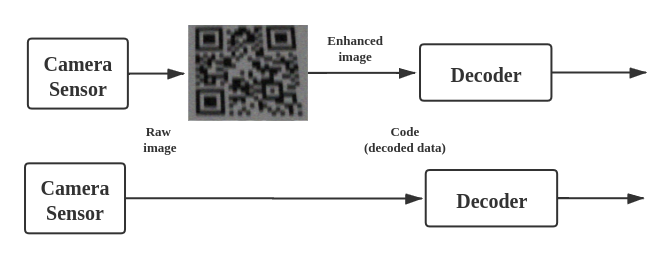 Enhanced
image
Camera
Sensor
Decoder
Raw
image
Code
(decoded data)
Camera
Sensor
Decoder